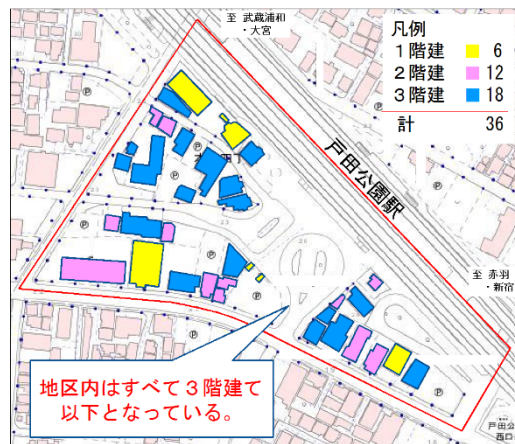 至 武蔵浦和
・大宮
凡例
1階建 6
2階建 12
3階建 18
計 36
戸田公園駅
至 赤羽
・新宿
地区内はすべて3階建て
以下となっている。
戸田公
西口